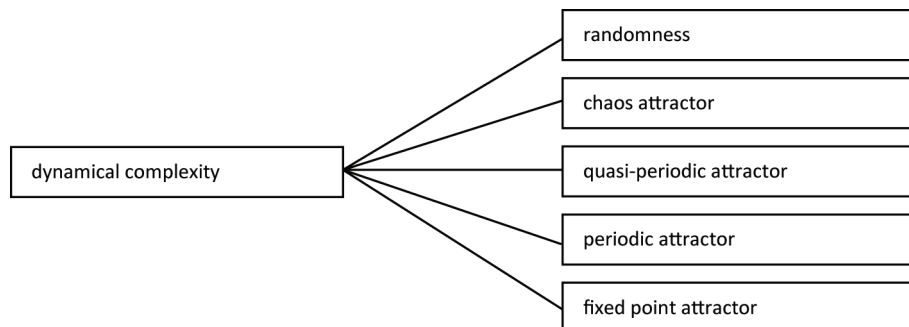 randomness
chaos attractor
dynamical complexity
quasi-periodic attractor
periodic attractor
fixed point attractor